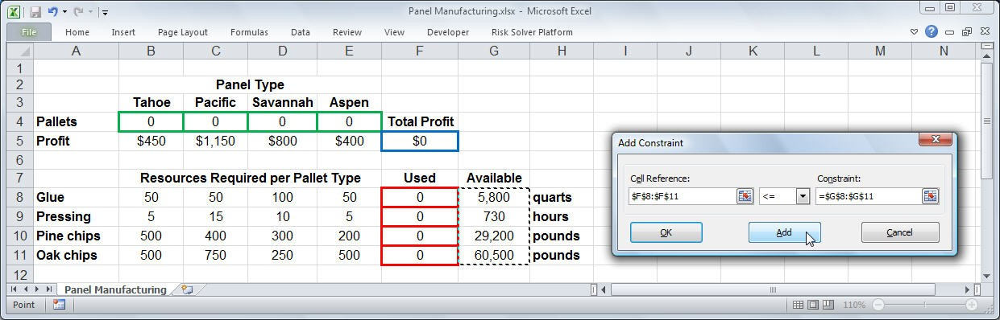 Panel Manufacturing.xlsx - Microsoft Excel
File Home Insert Page Layout Formulas Data Review View Developer Risk Solver Platform
A B C D E F G H I J K L M N
1
2 Panel Type
3 Tahoe Pacific Savannah Aspen
4 Pallets 0 0 0 0 Total Profit
5 Profit $450 $1,150 $800 $400 $0
6
7 Resources Required per Pallet Type Used Available
8 Glue 50 50 100 50 0 5,800 quarts
9 Pressing 5 15 10 5 0 730 hours
10 Pine chips 500 400 300 200 0 29,200 pounds
11 Oak chips 500 750 250 500 0 60,500 pounds
12
Add Constraint
Cell Reference: Constraint:
$F$8:$F$11 <= =$G$8:$G$11
OK Add Cancel
Panel Manufacturing
Point 110%